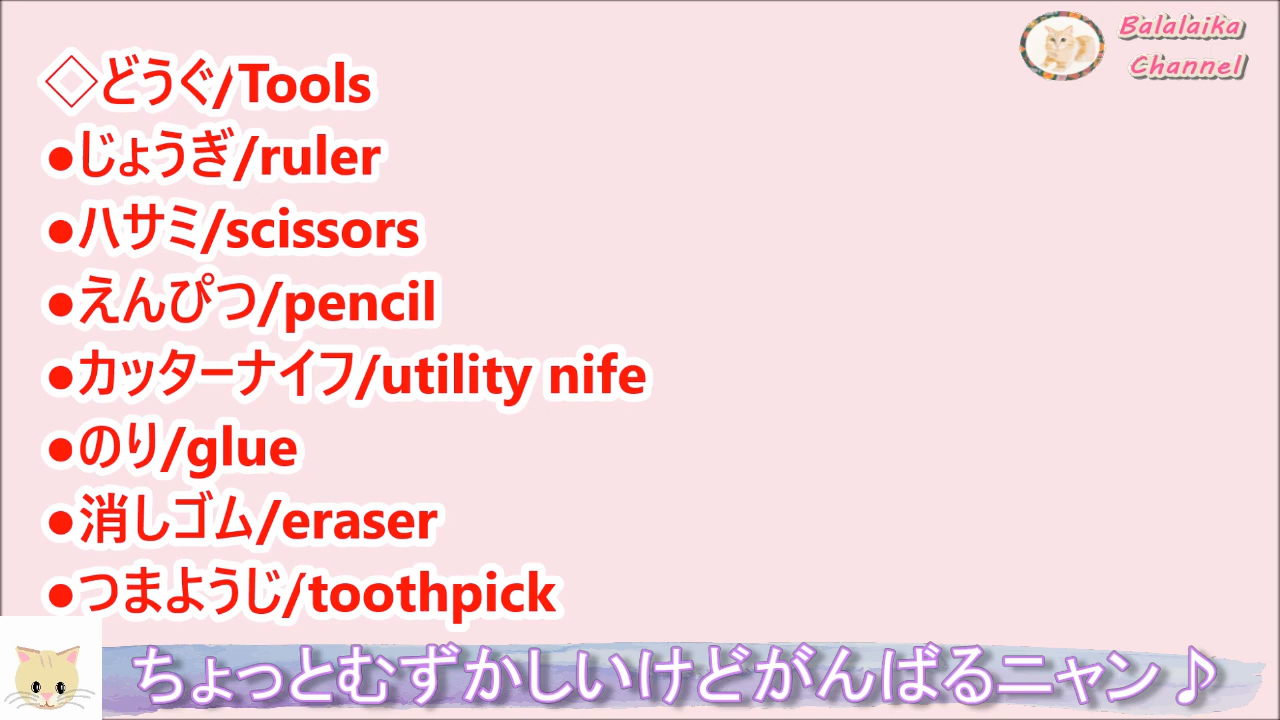 Balalaika
Channel
◇どうぐ/Tools
●じょうぎ/ruler
●ハサミ/scissors
●えんぴつ/pencil
●カッターナイフ/utility nife
●のり/glue
●消しゴム/eraser
●つまようじ/toothpick
ちょっとむずかしいけどがんばるニャン♪